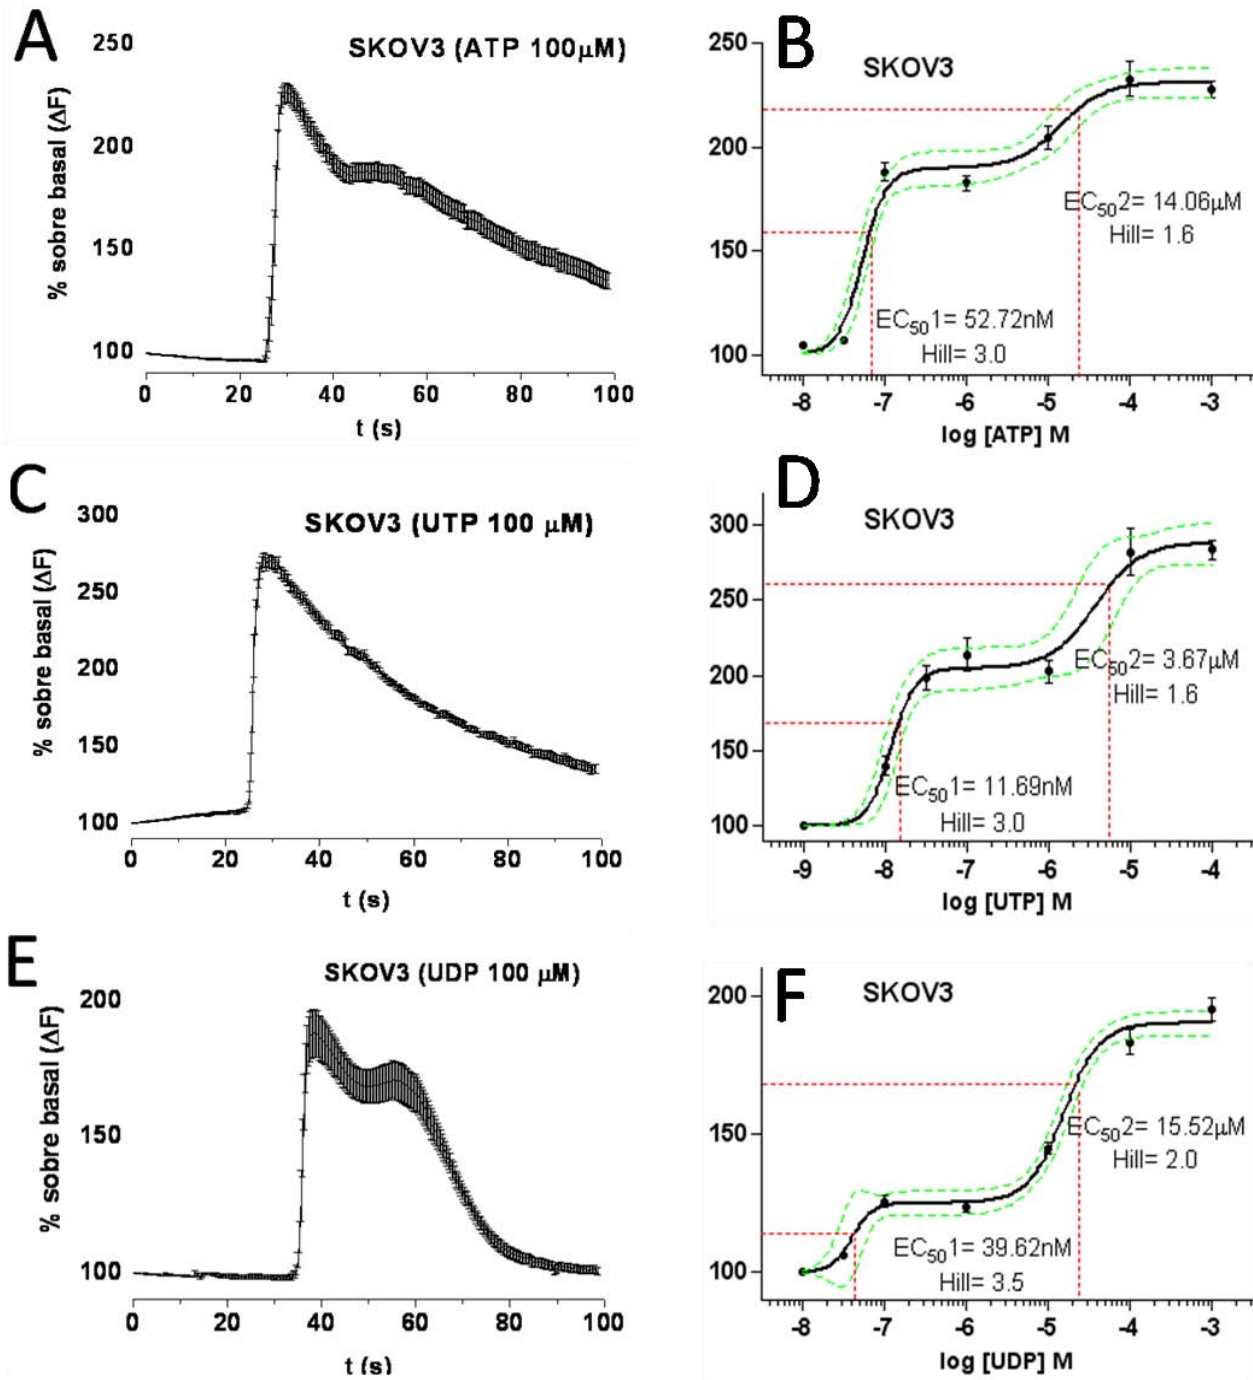 A
SKOV3 (ATP 100μM)
% sobre basal (ΔF)
250
200
150
100
0 20 40 60 80 100
t (s)
B
SKOV3
250
200
150
100
EC502= 14.06μM
Hill= 1.6
EC501= 52.72nM
Hill= 3.0
-8 -7 -6 -5 -4 -3
log [ATP] M
C
SKOV3 (UTP 100 μM)
% sobre basal (ΔF)
300
250
200
150
100
0 20 40 60 80 100
t (s)
D
SKOV3
300
250
200
150
100
EC502= 3.67μM
Hill= 1.6
EC501= 11.69nM
Hill= 3.0
-9 -8 -7 -6 -5 -4
log [UTP] M
E
SKOV3 (UDP 100 μM)
% sobre basal (ΔF)
200
150
100
0 20 40 60 80 100
t (s)
F
SKOV3
200
150
100
EC502= 15.52μM
Hill= 2.0
EC501= 39.62nM
Hill= 3.5
-8 -7 -6 -5 -4 -3
log [UDP] M